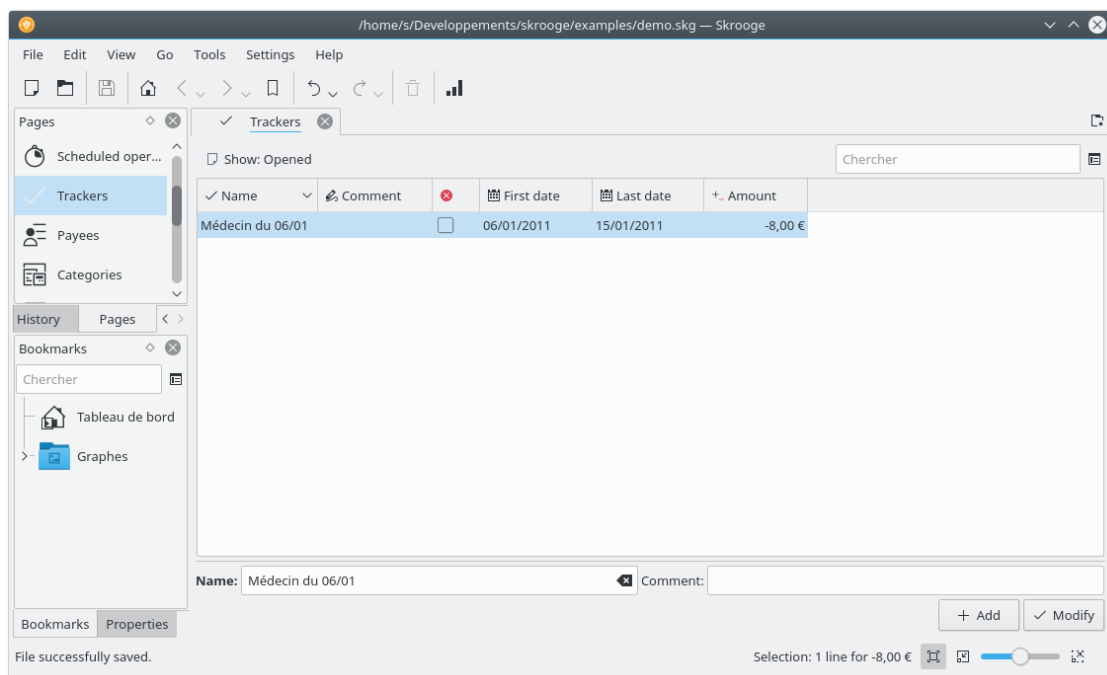 /home/s/Developpements/skrooge/examples/demo.skg — Skrooge
File Edit View Go Tools Settings Help
Pages
Scheduled oper...
Trackers
Payees
Categories
History Pages
Bookmarks
Chercher
Tableau de bord
Graphes
Bookmarks Properties
Trackers
Show: Opened
Chercher
Name Comment First date Last date Amount
Médecin du 06/01 06/01/2011 15/01/2011 -8,00 €
Name: Médecin du 06/01 Comment:
Add Modify
File successfully saved. Selection: 1 line for -8,00 €